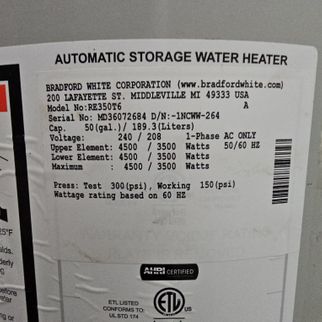 AUTOMATIC STORAGE WATER HEATER
BRADFORD WHITE CORPORATION (www.bradfordwhite.com)
200 LAFAYETTE ST. MIDDLEVILLE MI 49333 USA
Model No:RE350T6 A
Serial No: MD36072684 D/N:-1NCWW-264
Cap. 50(gal.)/ 189.3(Liters)
Voltage 240 / 208 1-Phase AC ONLY
Upper Element: 4500 / 3500 Watts 50/60 HZ
Lower Element: 4500 / 3500 Watts
Maximum : 4500 / 3500 Watts
Press: Test 300(psi), Working 150(psi)
Wattage rating based on 60 HZ
25°F
AHRI CERTIFIED
ETL LISTED
CONFORMS TO:
UL STD 174
ETL